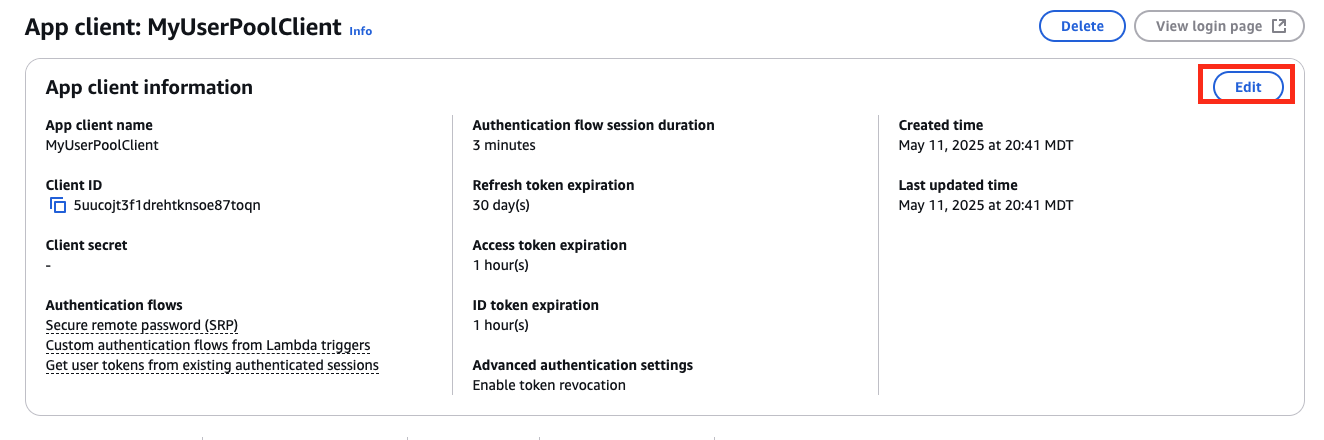 App client: MyUserPoolClient Info
Delete
View login page
App client information
Edit
App client name
MyUserPoolClient
Client ID
5uucojt3f1drehtknsoe87toqn
Client secret
-
Authentication flows
Secure remote password (SRP)
Custom authentication flows from Lambda triggers
Get user tokens from existing authenticated sessions
Authentication flow session duration
3 minutes
Refresh token expiration
30 day(s)
Access token expiration
1 hour(s)
ID token expiration
1 hour(s)
Advanced authentication settings
Enable token revocation
Created time
May 11, 2025 at 20:41 MDT
Last updated time
May 11, 2025 at 20:41 MDT